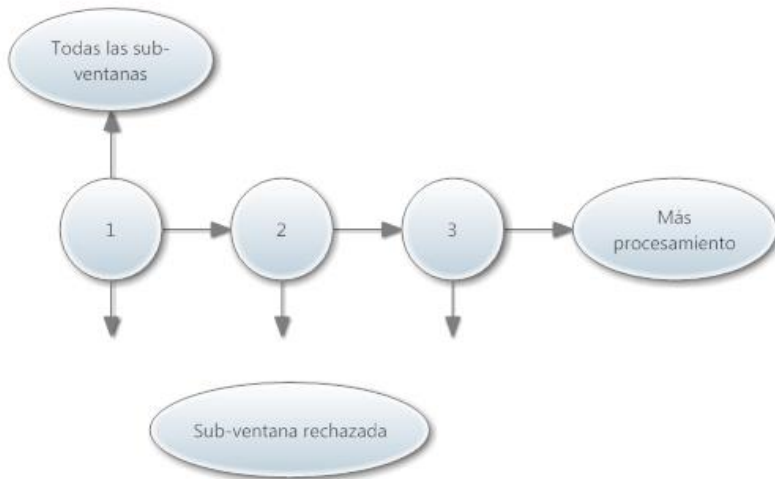 Todas las sub-
ventanas
1
2
3
Más
procesamiento
Sub-ventana rechazada